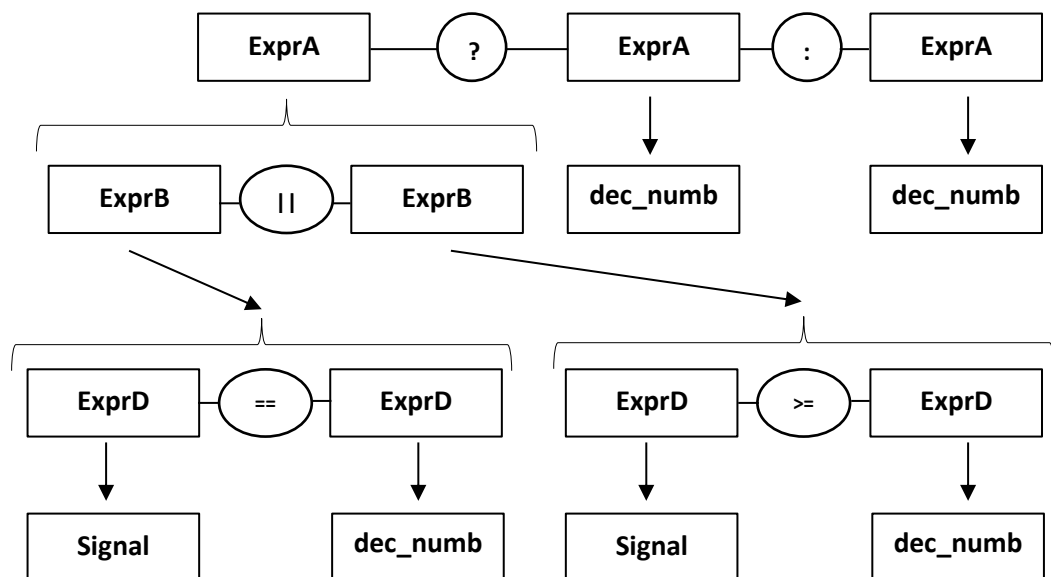 ExprA ? ExprA : ExprA
ExprB || ExprB dec_numb dec_numb
ExprD == ExprD ExprD >= ExprD
Signal dec_numb Signal dec_numb